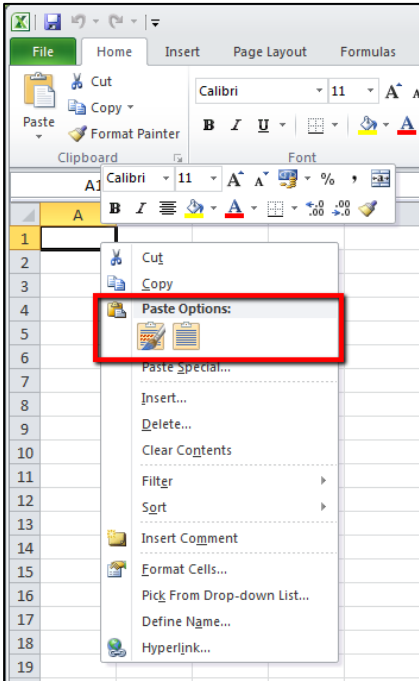 File Home Insert Page Layout Formulas
Cut
Calibri 11 A
Copy
Paste
Format Painter
B I U A
Clipboard Font
A1
Calibri 11 A A % ,
B I A .00 .0 .00
A
1
2
Cut
3
Copy
4
Paste Options:
5
6
Paste Special...
7
8
Insert...
9
Delete...
10
Clear Contents
11
Filter
12
Sort
13
14
Insert Comment
15
Format Cells...
16
Pick From Drop-down List...
17
Define Name...
18
Hyperlink...
19